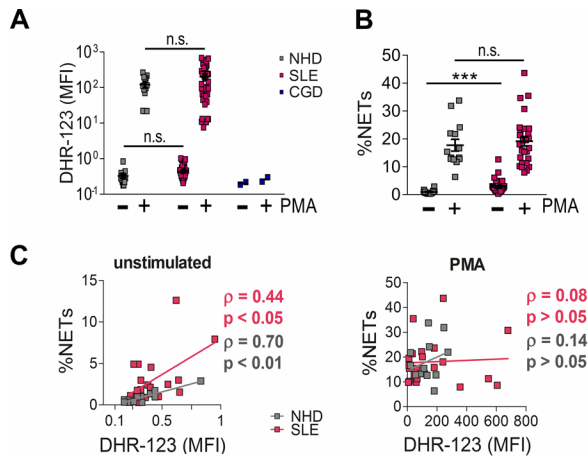 A
n.s.
n.s.
DHR-123 (MFI)
10³
10²
10¹
10⁰
10⁻¹
NHD
SLE
CGD
- + - + - + PMA
B
n.s.
***
%NETs
50
40
30
20
10
0
- + - + PMA
C
unstimulated
%NETs
15
10
5
0
ρ = 0.44
p < 0.05
ρ = 0.70
p < 0.01
0.1 0.5 1
DHR-123 (MFI)
NHD
SLE
PMA
%NETs
50
40
30
20
10
0
ρ = 0.08
p > 0.05
ρ = 0.14
p > 0.05
0 200 400 600 800
DHR-123 (MFI)